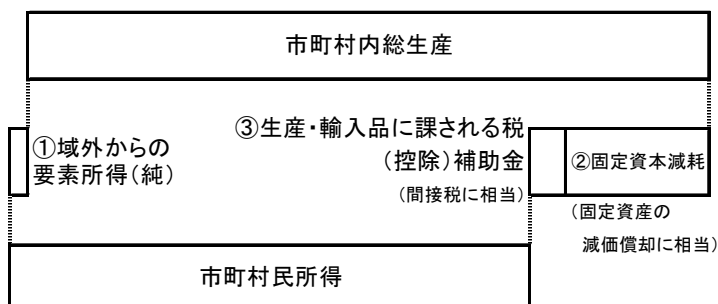 市町村内総生産
①域外からの
要素所得(純)
③生産・輸入品に課される税
(控除)補助金
(間接税に相当)
②固定資本減耗
(固定資産の
減価償却に相当)
市町村民所得